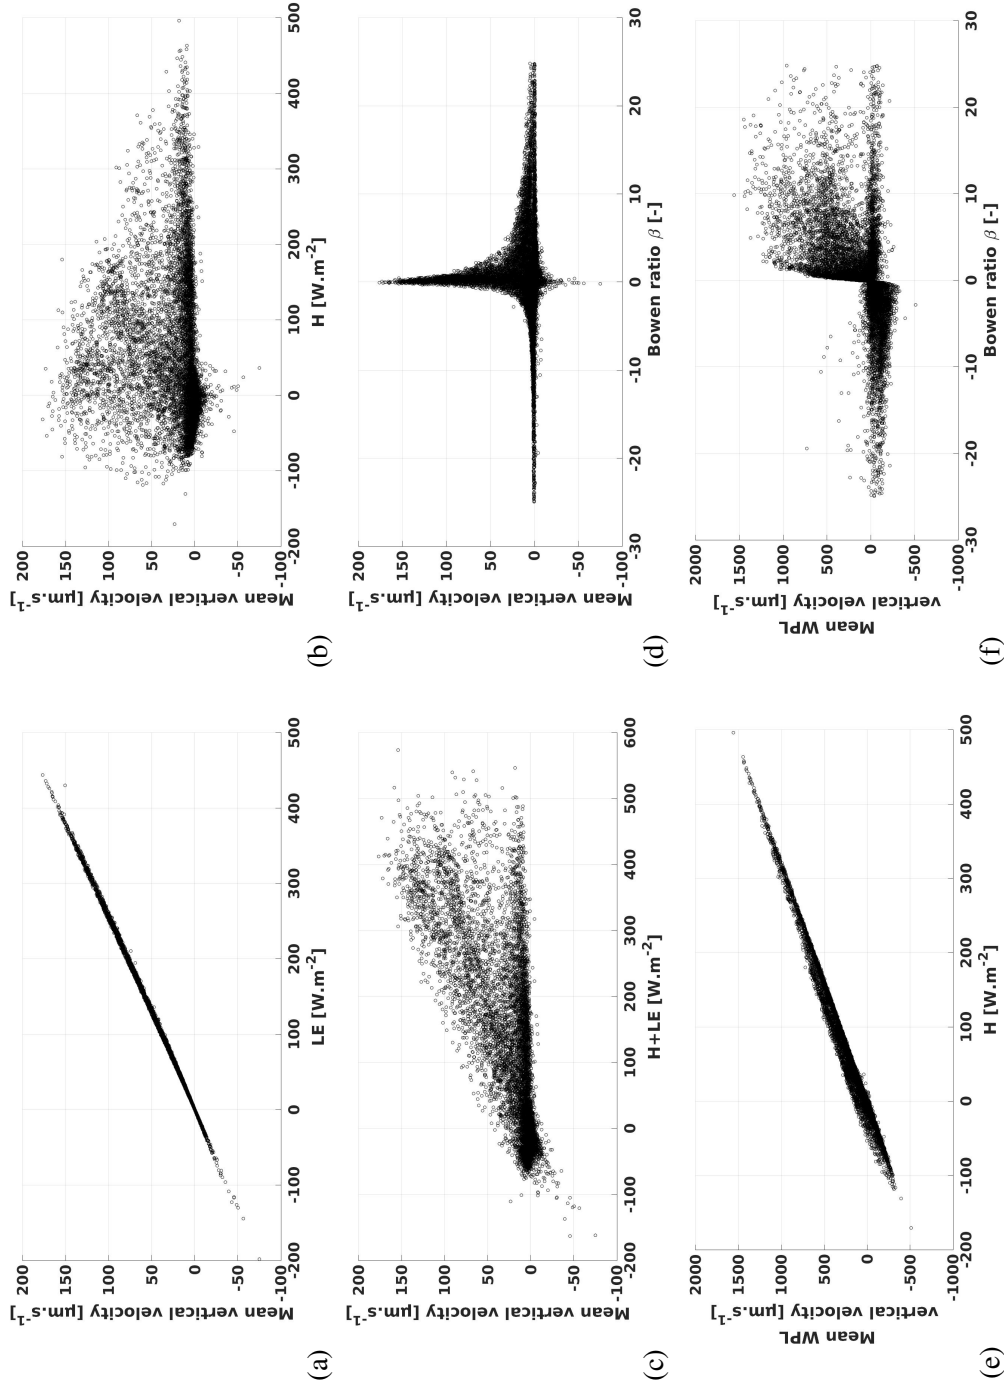 (a)
Mean vertical velocity [μm.s-1]
200
150
100
50
0
-50
-100
-200 -100 0 100 200 300 400 500
LE [W.m-2]
(b)
Mean vertical velocity [μm.s-1]
200
150
100
50
0
-50
-100
-200 -100 0 100 200 300 400 500
H [W.m-2]
(c)
Mean vertical velocity [μm.s-1]
200
150
100
50
0
-50
-100
-200 -100 0 100 200 300 400 500 600
H+LE [W.m-2]
(d)
Mean vertical velocity [μm.s-1]
200
150
100
50
0
-50
-100
-30 -20 -10 0 10 20 30
Bowen ratio β [-]
(e)
Mean WPL
vertical velocity [μm.s-1]
2000
1500
1000
500
0
-500
-1000
-200 -100 0 100 200 300 400 500
H [W.m-2]
(f)
Mean WPL
vertical velocity [μm.s-1]
2000
1500
1000
500
0
-500
-1000
-30 -20 -10 0 10 20 30
Bowen ratio β [-]